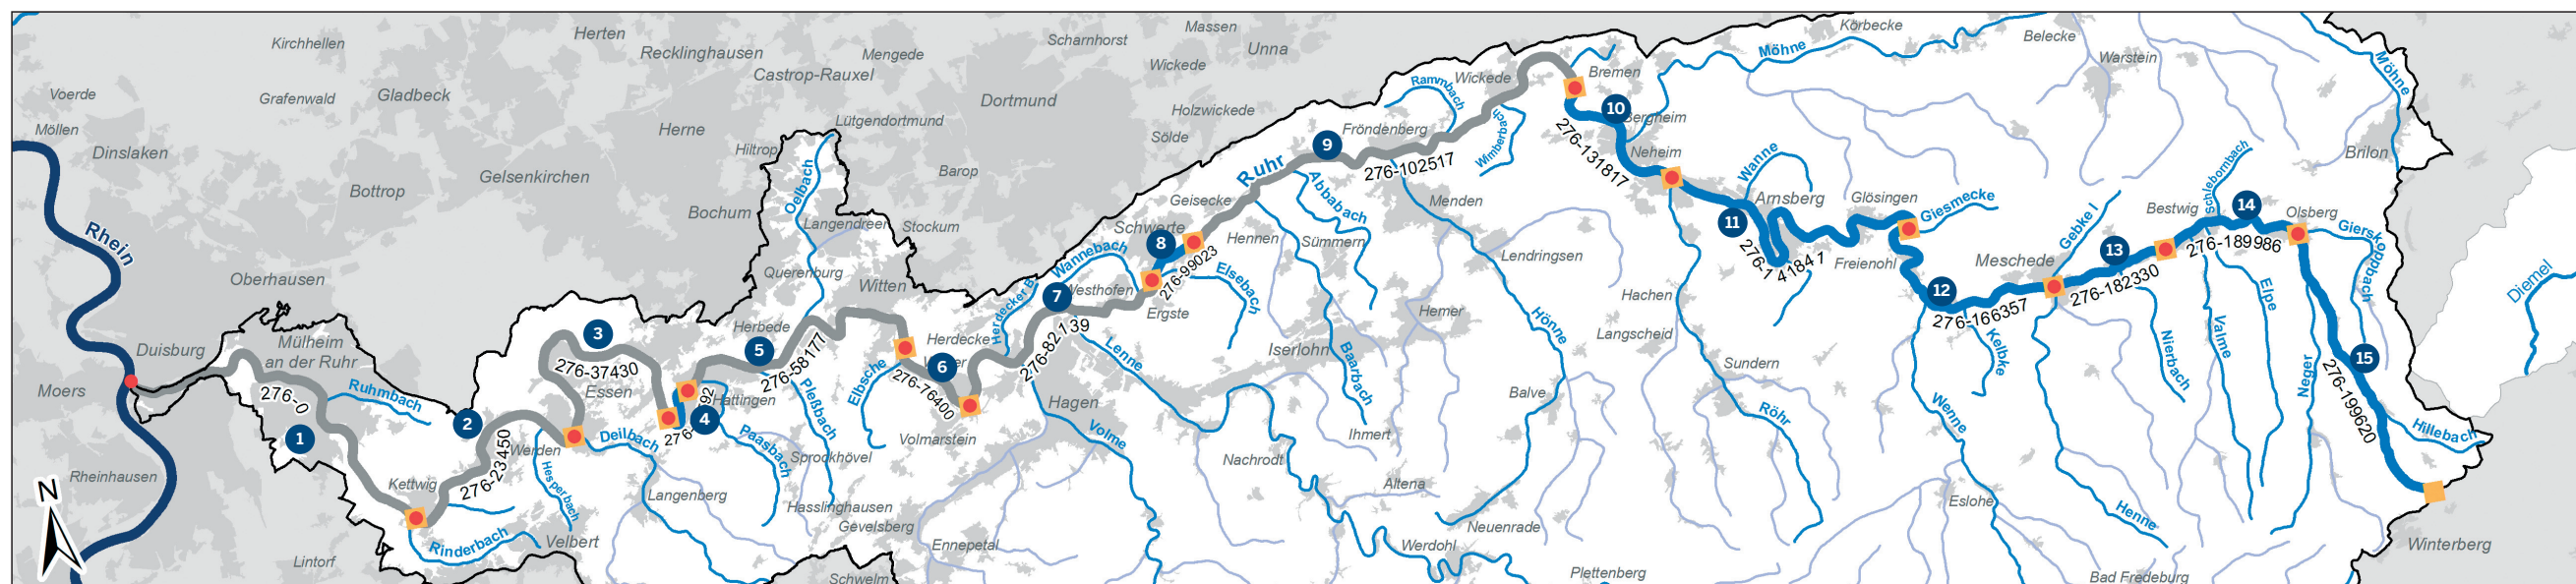 Kirchhellen
Herten
Recklinghausen
Mengede
Castrop-Rauxel
Scharnhorst
Massen
Unna
Wickede
Voerde
Grafenwald
Gladbeck
Möllen
Dinslaken
Herne
Lütgendortmund
Dortmund
Holzwickede
Sölde
Hiltrop
Barop
Bottrop
Gelsenkirchen
Bochum
Oelbach
Langendreer
Stockum
Rhein
Oberhausen
Querenburg
Witten
Duisburg
Mülheim
an der Ruhr
Moers
276-0
1
Ruhmbach
2
3
276-37430
Essen
Herbede
5
276-58177
Rheinhausen
Kettwig
276-23450
Werden
Hesperbach
Deilbach
276-
92
4
Hattingen
Paasbach
Pleßbach
Sprockhövel
Langenberg
Hasslinghausen
Gevelsberg
Lintorf
Rinderbach
Velbert
Schwelm
N
Elbsche
276-76400
6
Herdecke
Volmarstein
Ennepetal
Herdecker B.
7
Wannebach
Westhofen
276-82139
Hagen
Volme
Lenne
Schwerte
8
276-99023
Ergste
Elsebach
Geisecke
Hennen
Ruhr
9
Fröndenberg
276-102517
Abbabach
Sümmern
Iserlohn
Baarbach
Ihmert
Nachrodt
Altena
Werdohl
Neuenrade
Plettenberg
Hemer
Menden
Lendringsen
Hönne
Balve
Rammbach
Wickede
Wimberbach
Bremen
10
Bergheim
276-131817
Neheim
Möhne
Körbecke
Belecke
Warstein
Möhne
Brilon
Wanne
Arnsberg
11
276-141841
Glösingen
Giesmecke
Freienohl
Hachen
Langscheid
Sundern
Röhr
12
276-166357
Wenne
Kelbke
Eslohe
Meschede
Gebke I
13
276-182330
Henne
Nierbach
Bestwig
Schlebornbach
14
276-189986
Valme
Elpe
Neger
Olsberg
Gierskoppbach
15
276-199620
Hillebach
Winterberg
Bad Fredeburg
Diemel